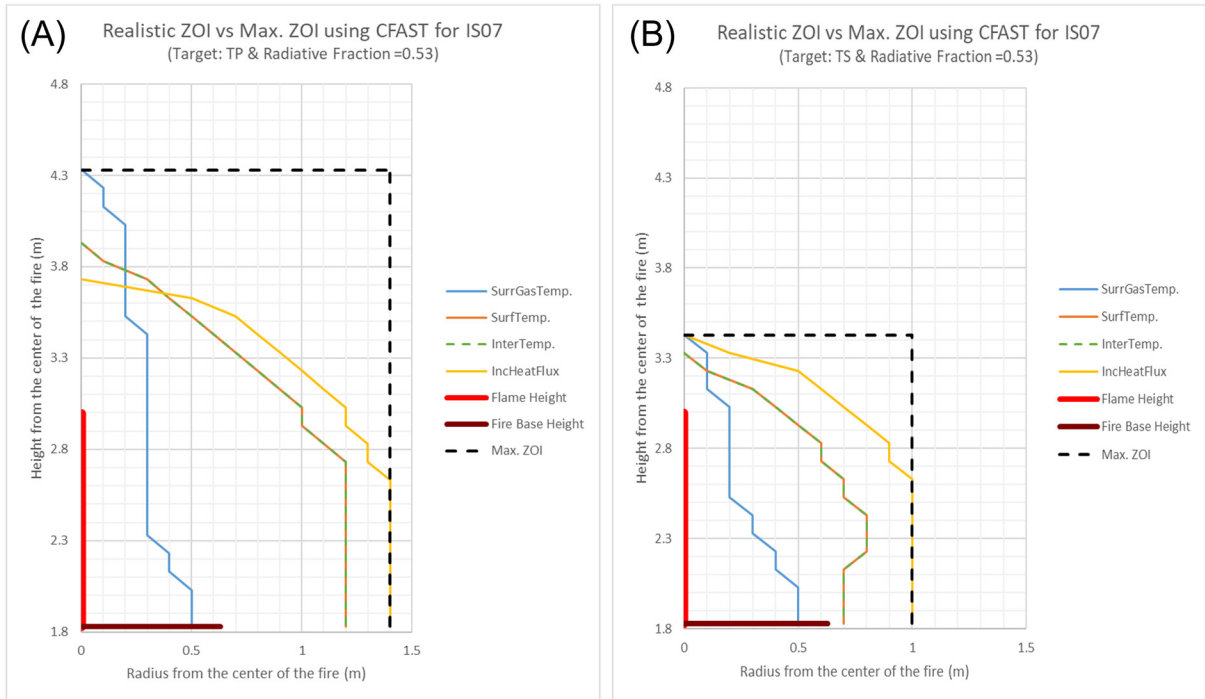 (A)
Realistic ZOI vs Max. ZOI using CFAST for IS07
(Target: TP & Radiative Fraction =0.53)
Height from the center of the fire (m)
4.8
4.3
3.8
3.3
2.8
2.3
1.8
0
0.5
1
1.5
Radius from the center of the fire (m)
SurrGasTemp.
SurfTemp.
InterTemp.
IncHeatFlux
Flame Height
Fire Base Height
Max. ZOI
(B)
Realistic ZOI vs Max. ZOI using CFAST for IS07
(Target: TS & Radiative Fraction =0.53)
Height from the center of the fire (m)
4.8
4.3
3.8
3.3
2.8
2.3
1.8
0
0.5
1
1.5
Radius from the center of the fire (m)
SurrGasTemp.
SurfTemp.
InterTemp.
IncHeatFlux
Flame Height
Fire Base Height
Max. ZOI